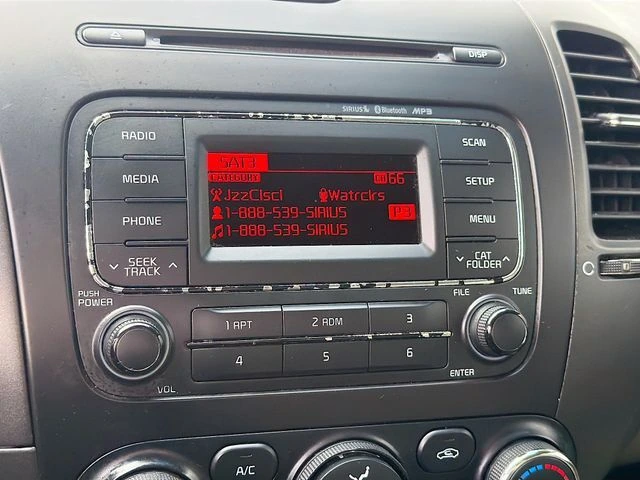 DISP
SIRIUS Bluetooth MP3
RADIO
SCAN
SAT3
CATEGORY CH 66
MEDIA
SETUP
JzzClscl Watrclrs
1-888-539-SIRIUS P3
PHONE
MENU
1-888-539-SIRIUS
SEEK
TRACK
CAT
FOLDER
PUSH
POWER
FILE TUNE
1 APT 2 RDM 3
4 5 6
VOL ENTER
A/C